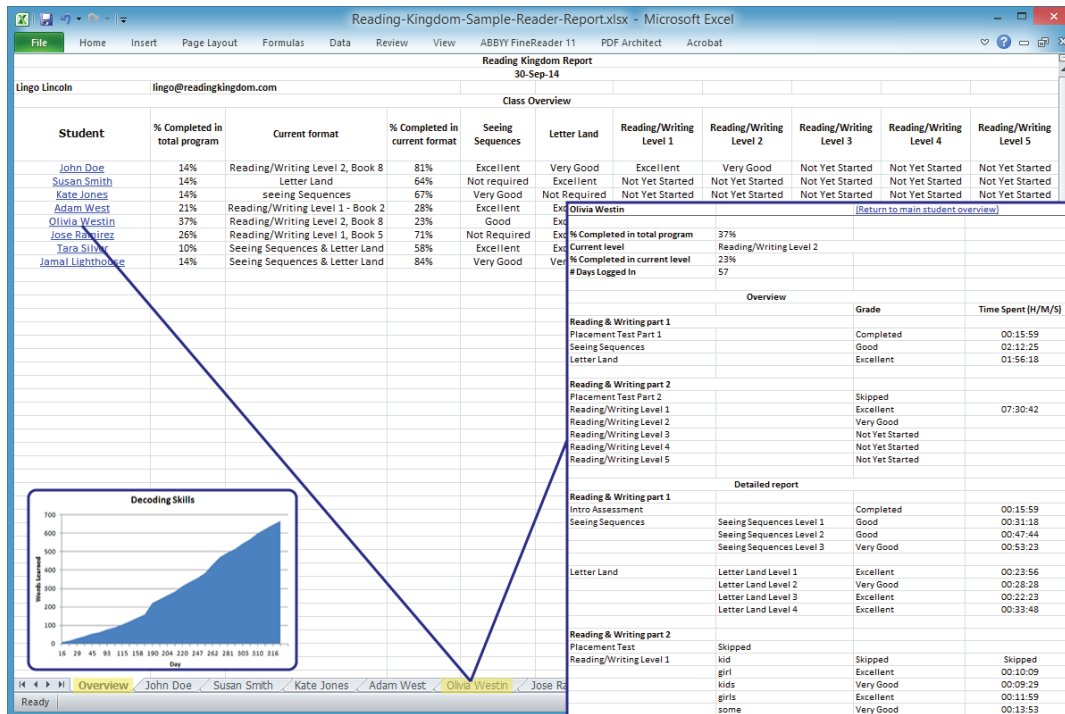 Reading-Kingdom-Sample-Reader-Report.xlsx - Microsoft Excel
File Home Insert Page Layout Formulas Data Review View ABBYY FineReader 11 PDF Architect Acrobat
Reading Kingdom Report
30-Sep-14
Lingo Lincoln lingo@readingkingdom.com
Class Overview
Student % Completed in total program Current format % Completed in current format Seeing Sequences Letter Land Reading/Writing Level 1 Reading/Writing Level 2 Reading/Writing Level 3 Reading/Writing Level 4 Reading/Writing Level 5
John Doe 14% Reading/Writing Level 2, Book 8 81% Excellent Very Good Excellent Very Good Not Yet Started Not Yet Started Not Yet Started
Susan Smith 14% Letter Land 64% Not required Excellent Not Yet Started Not Yet Started Not Yet Started Not Yet Started Not Yet Started
Kate Jones 14% seeing Sequences 67% Very Good Not Required Not Yet Started Not Yet Started Not Yet Started Not Yet Started Not Yet Started
Adam West 21% Reading/Writing Level 1 - Book 2 28% Excellent
Olivia Westin 37% Reading/Writing Level 2, Book 8 23% Good
Jose Ramirez 26% Reading/Writing Level 1, Book 5 71% Not Required
Tara Silver 10% Seeing Sequences & Letter Land 58% Excellent
Jamal Lighthouse 14% Seeing Sequences & Letter Land 84% Very Good
Olivia Westin (Return to main student overview)
% Completed in total program 37%
Current level Reading/Writing Level 2
% Completed in current level 23%
# Days Logged In 57
Overview
Grade Time Spent (H/M/S)
Reading & Writing part 1
Placement Test Part 1 Completed 00:15:59
Seeing Sequences Good 02:12:25
Letter Land Excellent 01:56:18
Reading & Writing part 2
Placement Test Part 2 Skipped
Reading/Writing Level 1 Excellent 07:30:42
Reading/Writing Level 2 Very Good
Reading/Writing Level 3 Not Yet Started
Reading/Writing Level 4 Not Yet Started
Reading/Writing Level 5 Not Yet Started
Detailed report
Reading & Writing part 1
Intro Assessment Completed 00:15:59
Seeing Sequences Seeing Sequences Level 1 Good 00:31:18
Seeing Sequences Level 2 Good 00:47:44
Seeing Sequences Level 3 Very Good 00:53:23
Letter Land Letter Land Level 1 Excellent 00:23:56
Letter Land Level 2 Very Good 00:28:28
Letter Land Level 3 Excellent 00:22:23
Letter Land Level 4 Excellent 00:33:48
Reading & Writing part 2
Placement Test Skipped
Reading/Writing Level 1 kid Skipped Skipped
girl Excellent 00:10:09
kids Very Good 00:09:29
girls Excellent 00:11:59
some Very Good 00:13:53
Decoding Skills
700
600
500
400
300
200
100
0
Words Learned
16 29 45 93 115 158 190 204 220 247 262 281 303 310 316
Day
Overview John Doe Susan Smith Kate Jones Adam West Olivia Westin Jose
Ready